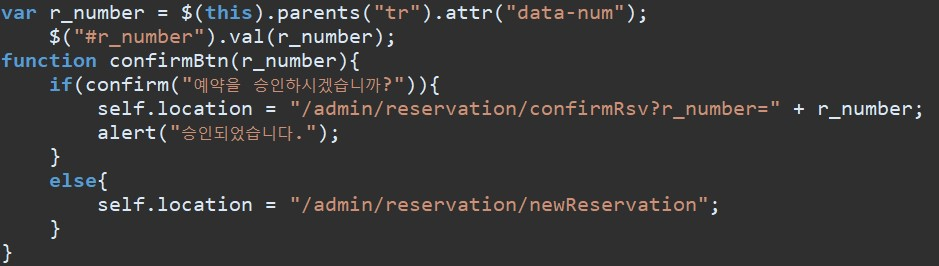 var r_number = $(this).parents("tr").attr("data-num");
    $("#r_number").val(r_number);
function confirmBtn(r_number){
    if(confirm("예약을 승인하시겠습니까?")){
        self.location = "/admin/reservation/confirmRsv?r_number=" + r_number;
        alert("승인되었습니다.");
    }
    else{
        self.location = "/admin/reservation/newReservation";
    }
}